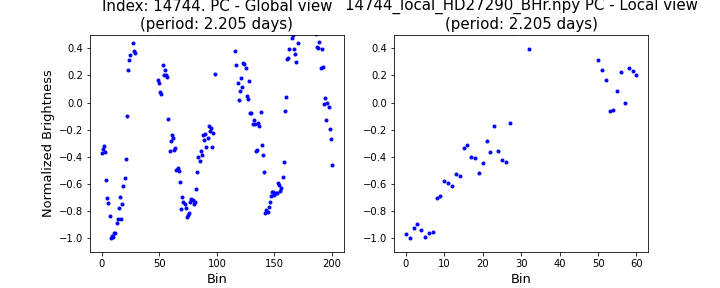 Index: 14744. PC - Global view
(period: 2.205 days)
14744_local_HD27290_BHr.npy PC - Local view
(period: 2.205 days)
Normalized Brightness
0.4
0.2
0.0
−0.2
−0.4
−0.6
−0.8
−1.0
0 50 100 150 200
Bin
0.4
0.2
0.0
−0.2
−0.4
−0.6
−0.8
−1.0
0 10 20 30 40 50 60
Bin